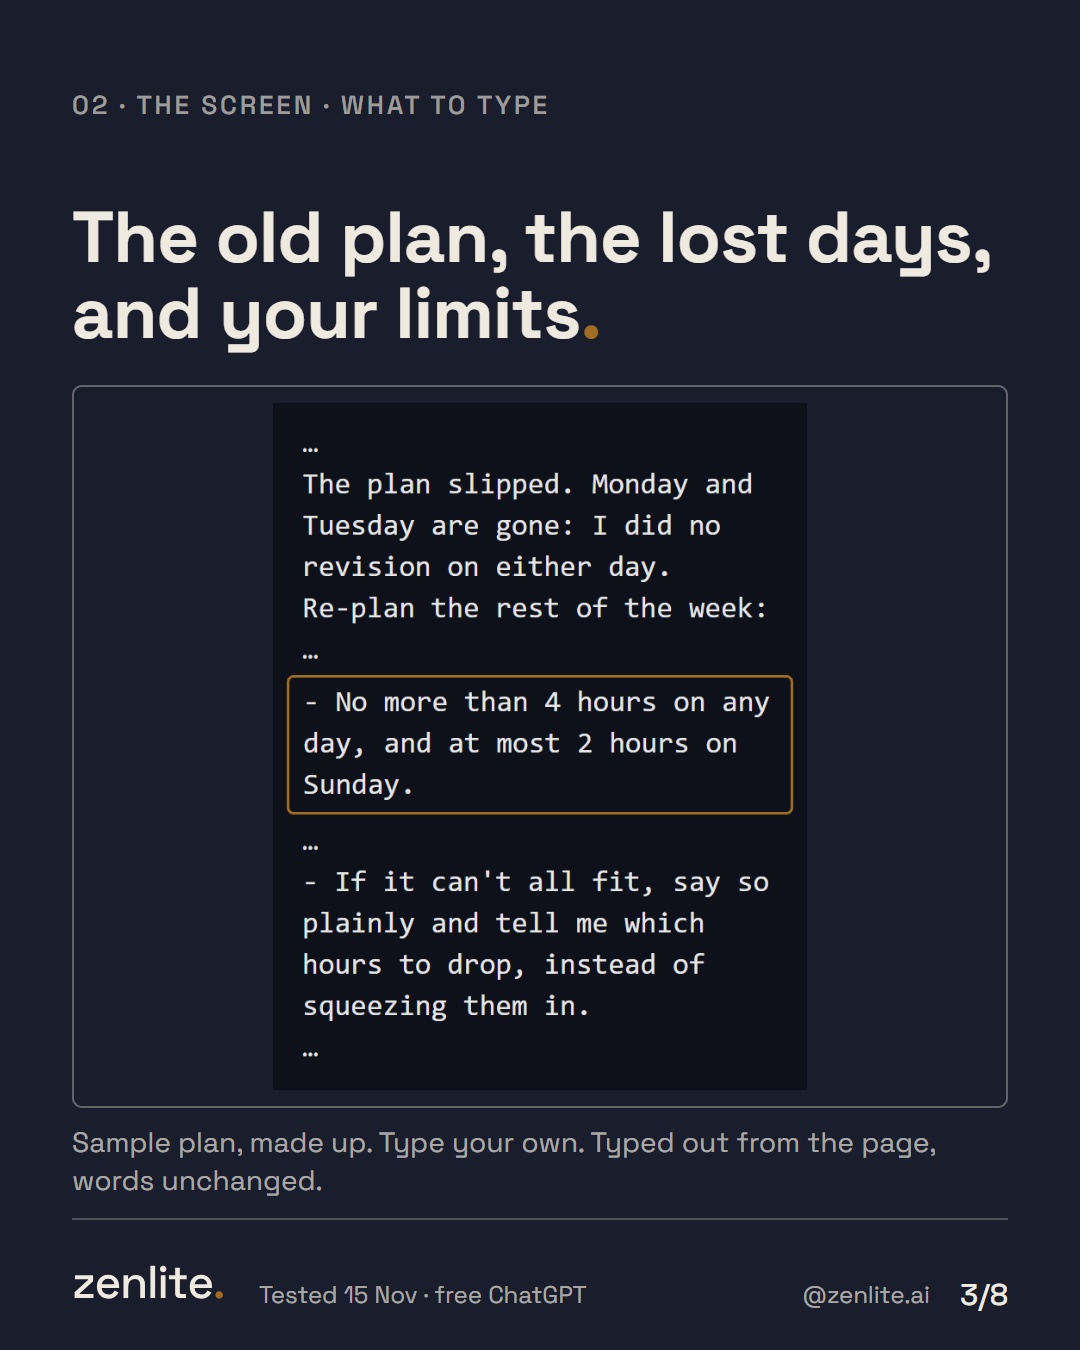 02 · THE SCREEN · WHAT TO TYPE
The old plan, the lost days,
and your limits.
…
The plan slipped. Monday and
Tuesday are gone: I did no
revision on either day.
Re-plan the rest of the week:
…
- No more than 4 hours on any
day, and at most 2 hours on
Sunday.
…
- If it can't all fit, say so
plainly and tell me which
hours to drop, instead of
squeezing them in.
…
Sample plan, made up. Type your own. Typed out from the page,
words unchanged.
zenlite. Tested 15 Nov · free ChatGPT @zenlite.ai 3/8